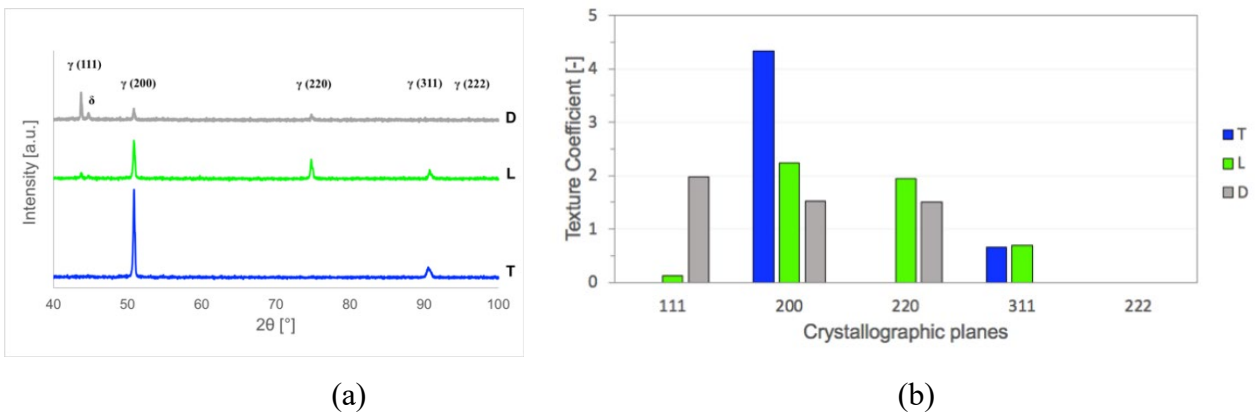 γ (111)
δ
γ (200)
γ (220)
γ (311)
γ (222)
D
L
T
Intensity [a.u.]
40 50 60 70 80 90 100
2θ [°]
5
4
3
2
1
0
Texture Coefficient [-]
111 200 220 311 222
Crystallographic planes
T
L
D
(a) (b)